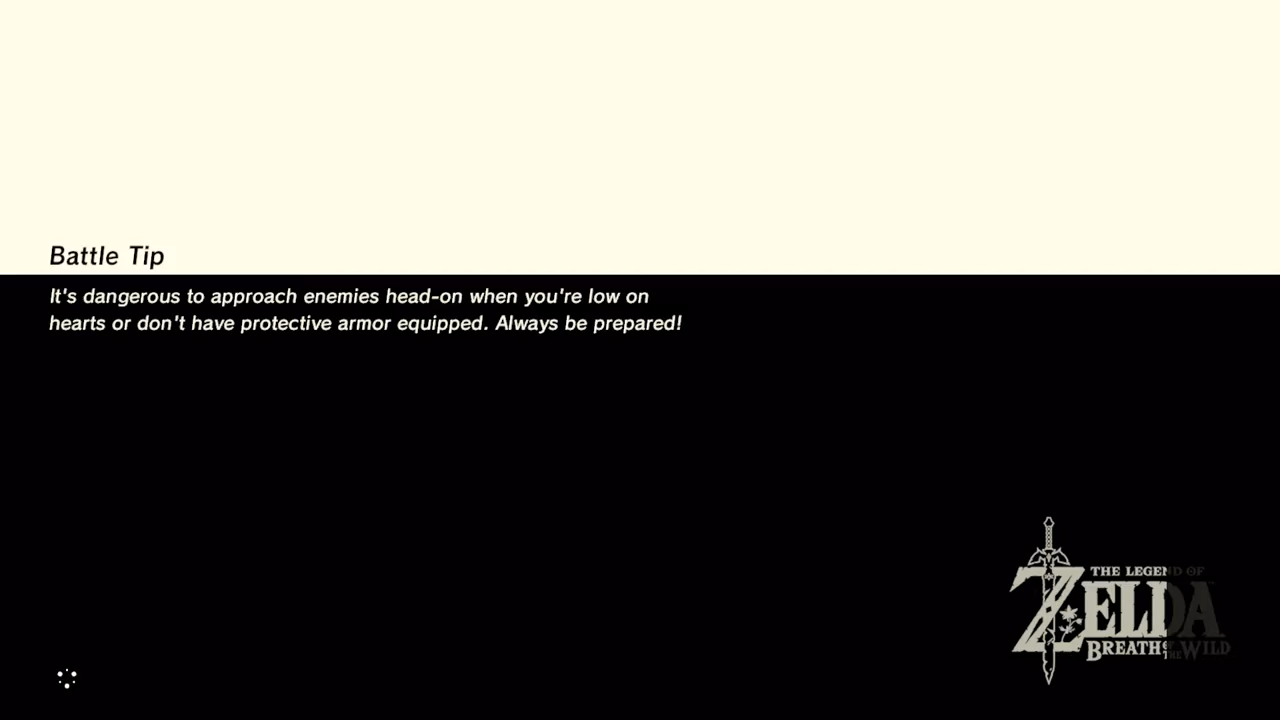 Battle Tip
It's dangerous to approach enemies head-on when you're low on
hearts or don't have protective armor equipped. Always be prepared!
THE LEGEND OF
ZELDA
BREATH OF THE WILD